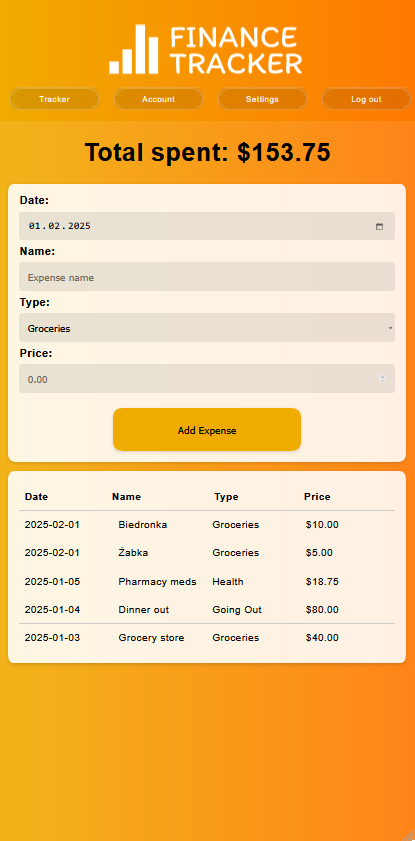 FINANCE
TRACKER
Tracker Account Settings Log out
Total spent: $153.75
Date:
01.02.2025
Name:
Expense name
Type:
Groceries
Price:
0.00
Add Expense
Date Name Type Price
2025-02-01 Biedronka Groceries $10.00
2025-02-01 Żabka Groceries $5.00
2025-01-05 Pharmacy meds Health $18.75
2025-01-04 Dinner out Going Out $80.00
2025-01-03 Grocery store Groceries $40.00